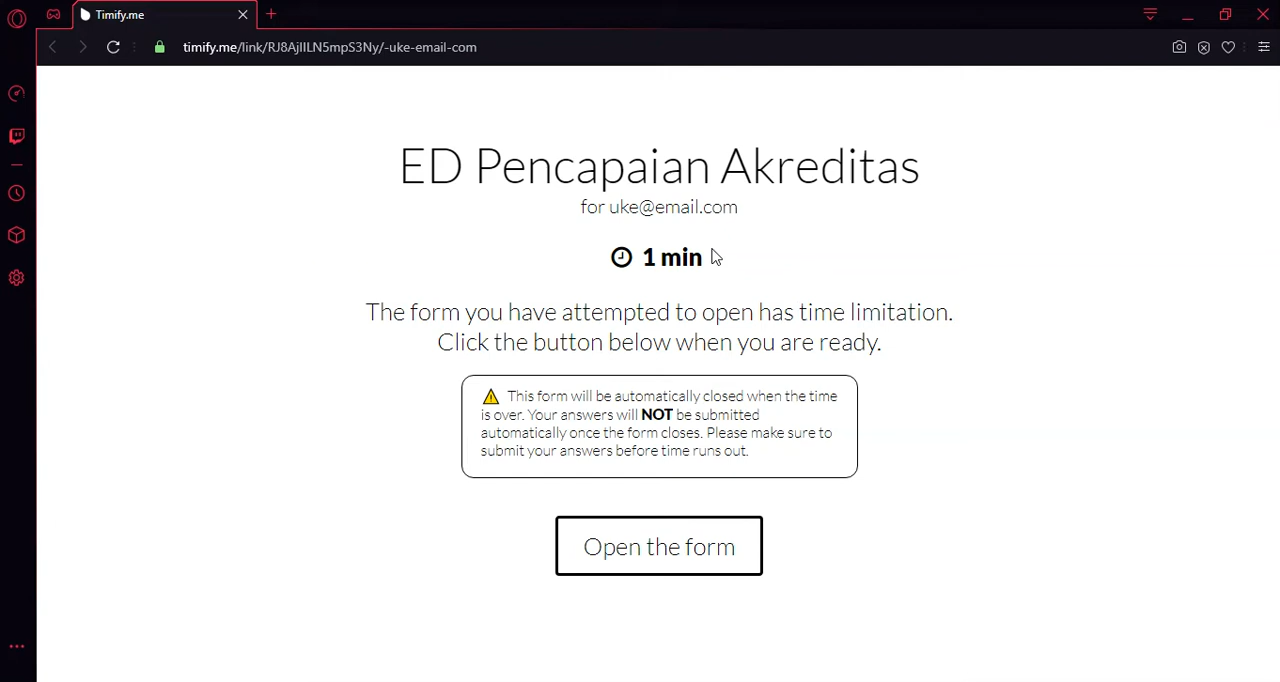 Timify.me
timify.me/link/RJ8AjIILN5mpS3Ny/-uke-email-com
ED Pencapaian Akreditas
for uke@email.com
1 min
The form you have attempted to open has time limitation.
Click the button below when you are ready.
This form will be automatically closed when the time
is over. Your answers will NOT be submitted
automatically once the form closes. Please make sure to
submit your answers before time runs out.
Open the form